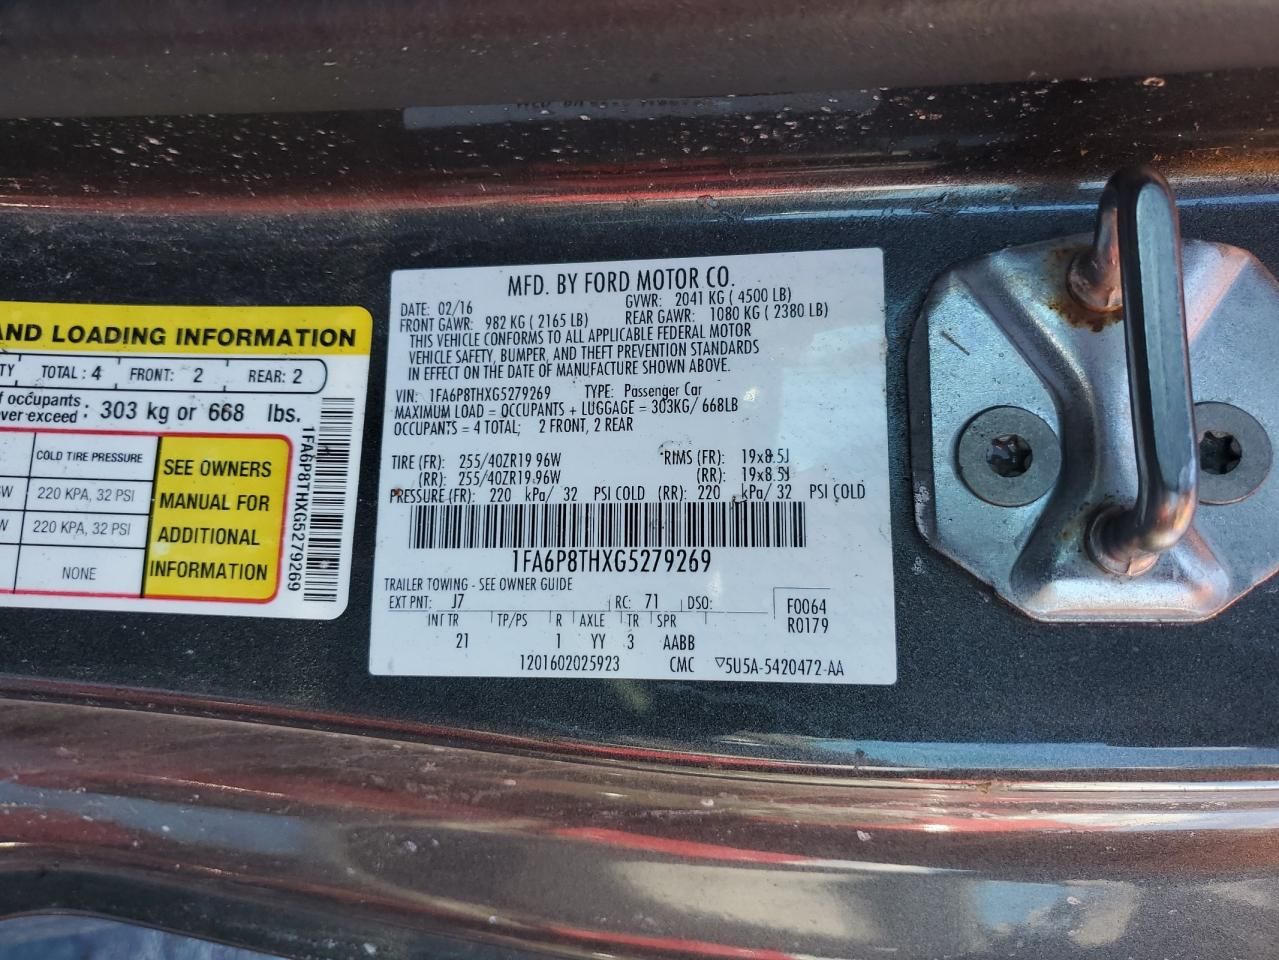 AND LOADING INFORMATION
TOTAL : 4 FRONT: 2 REAR: 2
of occupants
exceed : 303 kg or 668 lbs.
COLD TIRE PRESSURE
220 KPA, 32 PSI
220 KPA, 32 PSI
NONE
SEE OWNERS
MANUAL FOR
ADDITIONAL
INFORMATION
1FA6P8THXG5279269
MFD. BY FORD MOTOR CO.
DATE: 02/16 GVWR: 2041 KG ( 4500 LB)
FRONT GAWR: 982 KG ( 2165 LB) REAR GAWR: 1080 KG ( 2380 LB)
THIS VEHICLE CONFORMS TO ALL APPLICABLE FEDERAL MOTOR
VEHICLE SAFETY, BUMPER, AND THEFT PREVENTION STANDARDS
IN EFFECT ON THE DATE OF MANUFACTURE SHOWN ABOVE.
VIN: 1FA6P8THXG5279269 TYPE: Passenger Car
MAXIMUM LOAD = OCCUPANTS + LUGGAGE = 303KG/ 668LB
OCCUPANTS = 4 TOTAL; 2 FRONT, 2 REAR
TIRE (FR): 255/40ZR19 96W RIMS (FR): 19x8.5J
(RR): 255/40ZR19 96W (RR): 19x8.5J
PRESSURE (FR): 220 kPa/ 32 PSI COLD (RR): 220 kPa/ 32 PSI COLD
1FA6P8THXG5279269
TRAILER TOWING - SEE OWNER GUIDE
EXT PNT: J7 RC: 71 DSO: F0064
INT TR TP/PS R AXLE TR SPR R0179
21 1 YY 3 AABB
1201602025923 CMC ▽5U5A-5420472-AA